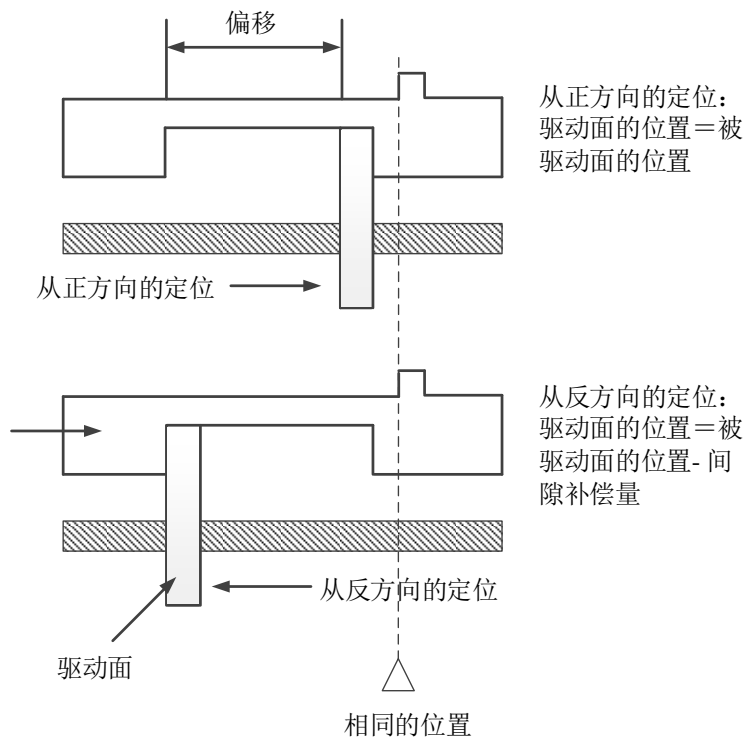 偏移
从正方向的定位：
驱动面的位置＝被
驱动面的位置
从正方向的定位
从反方向的定位：
驱动面的位置＝被
驱动面的位置- 间
隙补偿量
从反方向的定位
驱动面
相同的位置